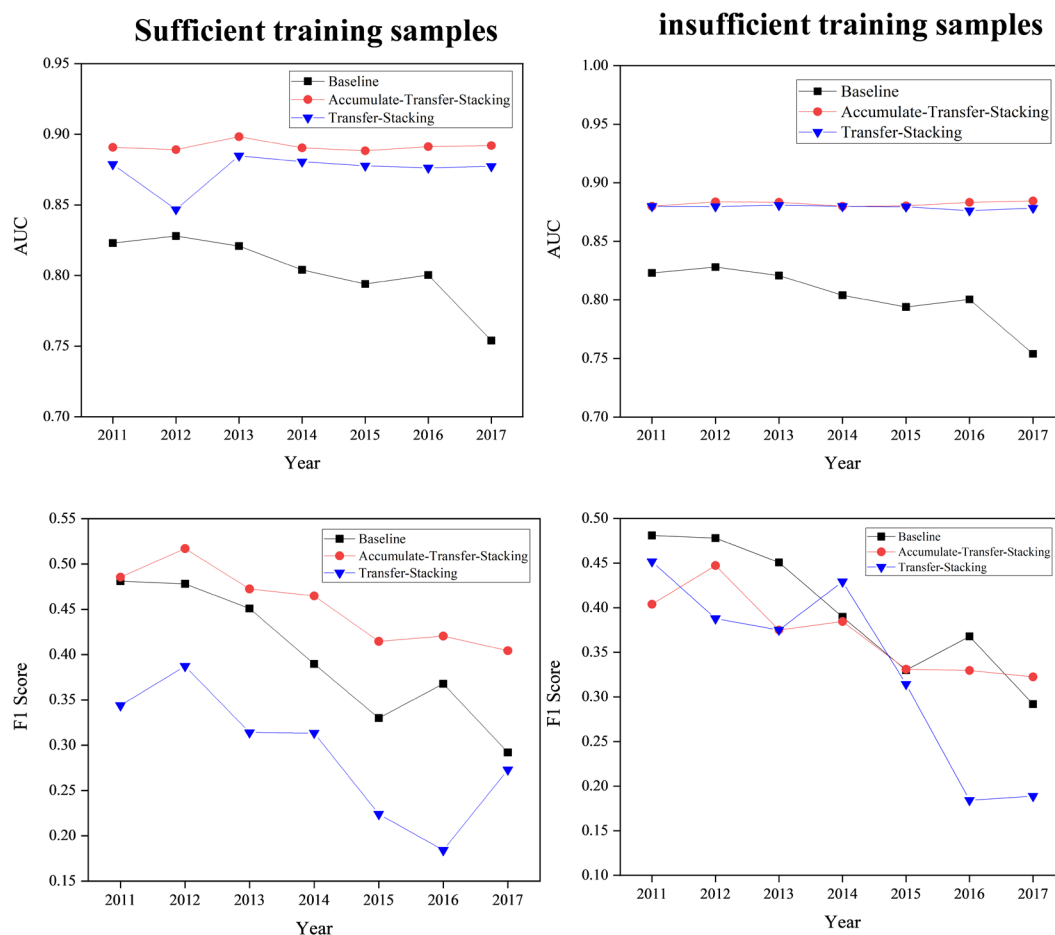 Sufficient training samples
insufficient training samples
0.95
0.90
0.85
0.80
0.75
0.70
AUC
Baseline
Accumulate-Transfer-Stacking
Transfer-Stacking
2011 2012 2013 2014 2015 2016 2017
Year
1.00
0.95
0.90
0.85
0.80
0.75
0.70
AUC
Baseline
Accumulate-Transfer-Stacking
Transfer-Stacking
2011 2012 2013 2014 2015 2016 2017
Year
0.55
0.50
0.45
0.40
0.35
0.30
0.25
0.20
0.15
F1 Score
Baseline
Accumulate-Transfer-Stacking
Transfer-Stacking
2011 2012 2013 2014 2015 2016 2017
Year
0.50
0.45
0.40
0.35
0.30
0.25
0.20
0.15
0.10
F1 Score
Baseline
Accumulate-Transfer-Stacking
Transfer-Stacking
2011 2012 2013 2014 2015 2016 2017
Year